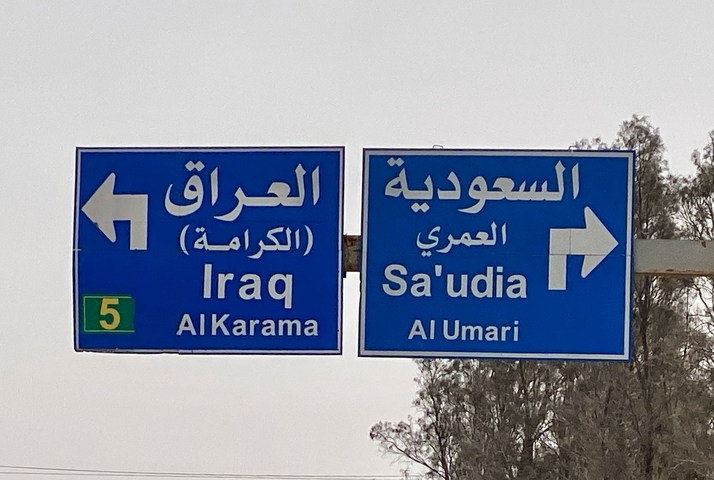 العراق
(الكرامة)
Iraq
Al Karama
5
السعودية
العمري
Sa'udia
Al Umari